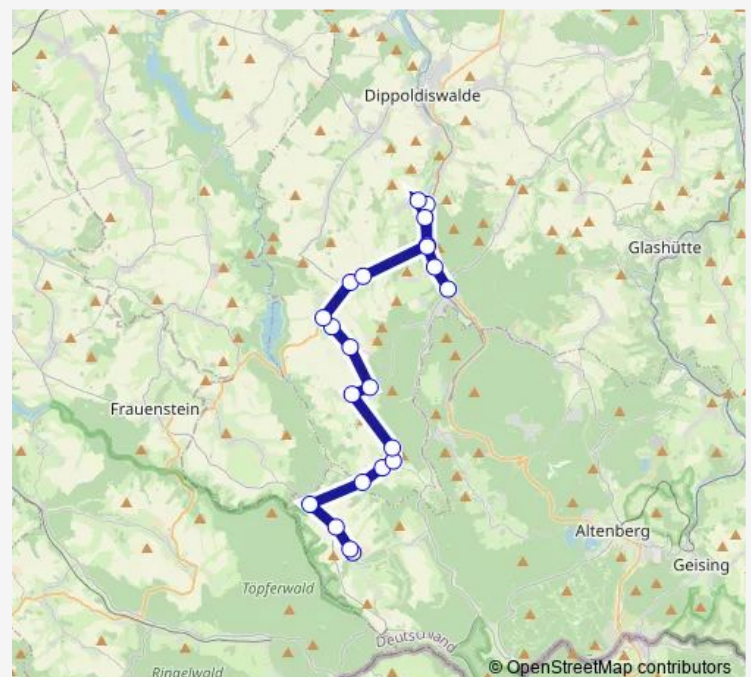 Dippoldiswalde
Glashütte
Frauenstein
Altenberg
Geising
Töpferwald
Deutschland
Ringelwald
© OpenStreetMap contributors